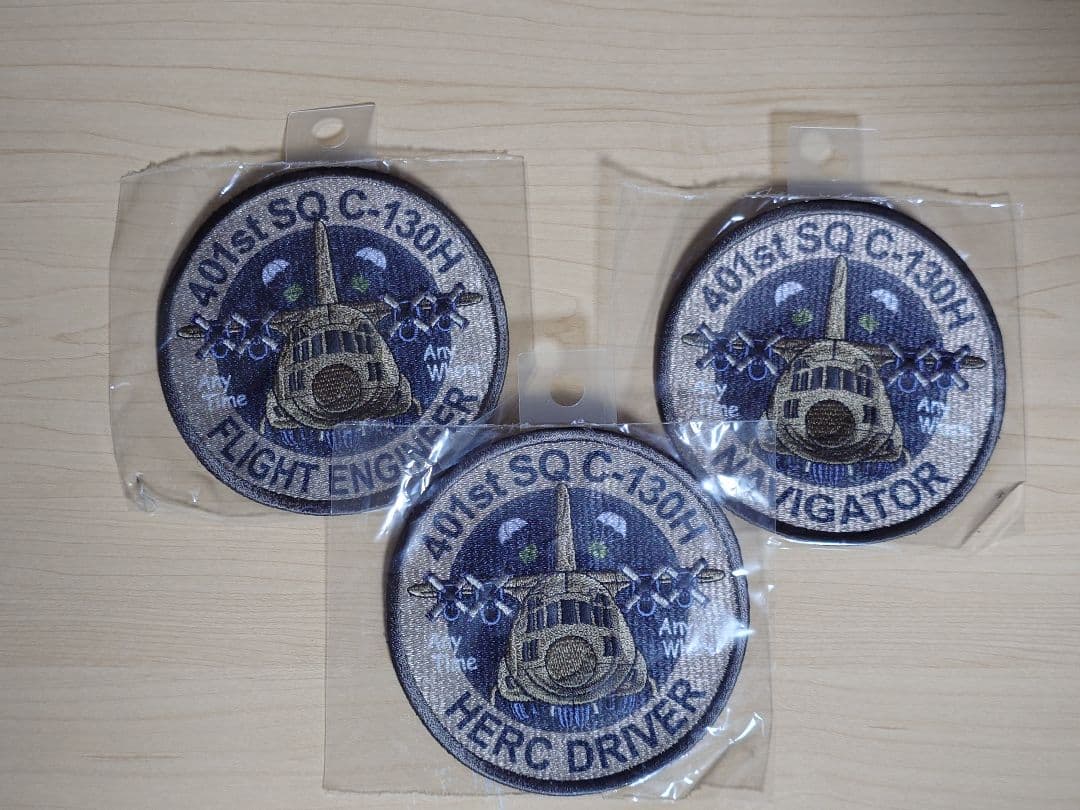 401st SQ C-130H
Any
Time
Any
Where
FLIGHT ENGINEER
401st SQ C-130H
Any
Time
Any
Where
NAVIGATOR
401st SQ C-130H
Any
Time
Any
Where
HERC DRIVER